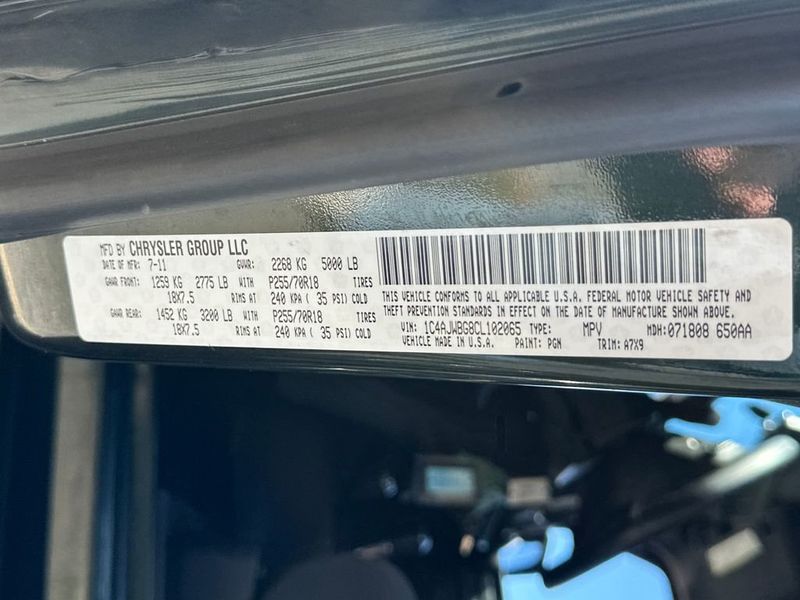 MFD BY CHRYSLER GROUP LLC
DATE OF MFR: 7-11 GVWR: 2268 KG 5000 LB
GAWR FRONT: 1259 KG 2775 LB WITH P255/70R18 TIRES
18X7.5 RIMS AT 240 KPA ( 35 PSI) COLD
GAWR REAR: 1452 KG 3200 LB WITH P255/70R18 TIRES
18X7.5 RIMS AT 240 KPA ( 35 PSI) COLD
THIS VEHICLE CONFORMS TO ALL APPLICABLE U.S.A. FEDERAL MOTOR VEHICLE SAFETY AND
THEFT PREVENTION STANDARDS IN EFFECT ON THE DATE OF MANUFACTURE SHOWN ABOVE.
VIN: 1C4AJWBG8CL102065 TYPE: MPV MDH: 071808 650AA
VEHICLE MADE IN U.S.A. PAINT: PGN TRIM: A7X9